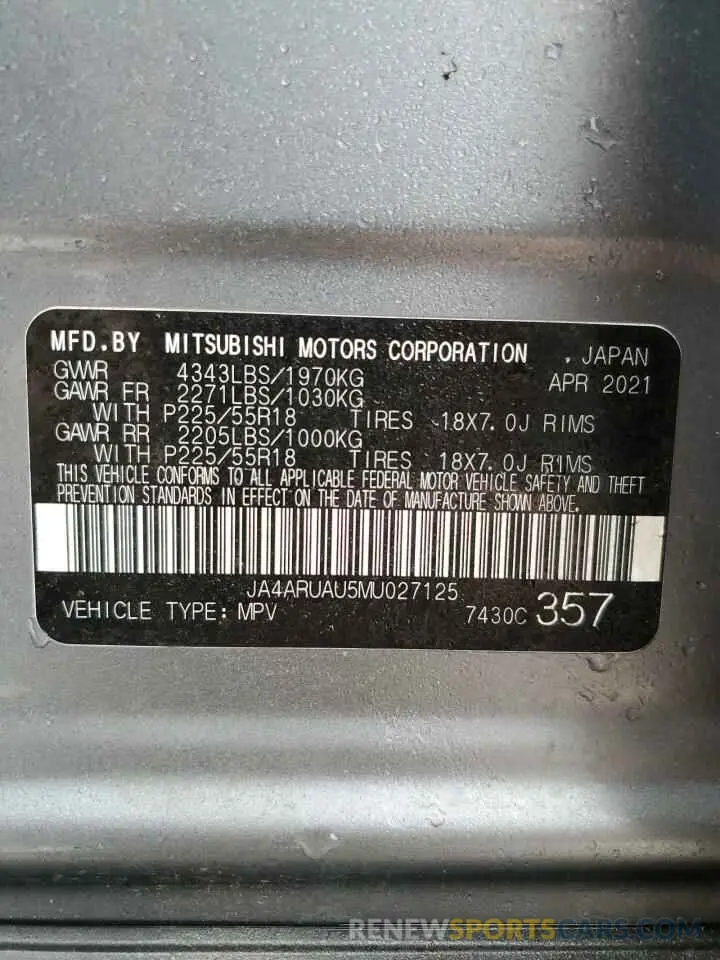 MFD.BY MITSUBISHI MOTORS CORPORATION , JAPAN
GVWR 4343LBS/1970KG APR 2021
GAWR FR 2271LBS/1030KG
WITH P225/55R18 TIRES 18X7.0J RIMS
GAWR RR 2205LBS/1000KG
WITH P225/55R18 TIRES 18X7.0J RIMS
THIS VEHICLE CONFORMS TO ALL APPLICABLE FEDERAL MOTOR VEHICLE SAFETY AND THEFT
PREVENTION STANDARDS IN EFFECT ON THE DATE OF MANUFACTURE SHOWN ABOVE.
JA4ARUAU5MU027125
VEHICLE TYPE: MPV 7430C 357
RENEWSPORTSCARS.COM